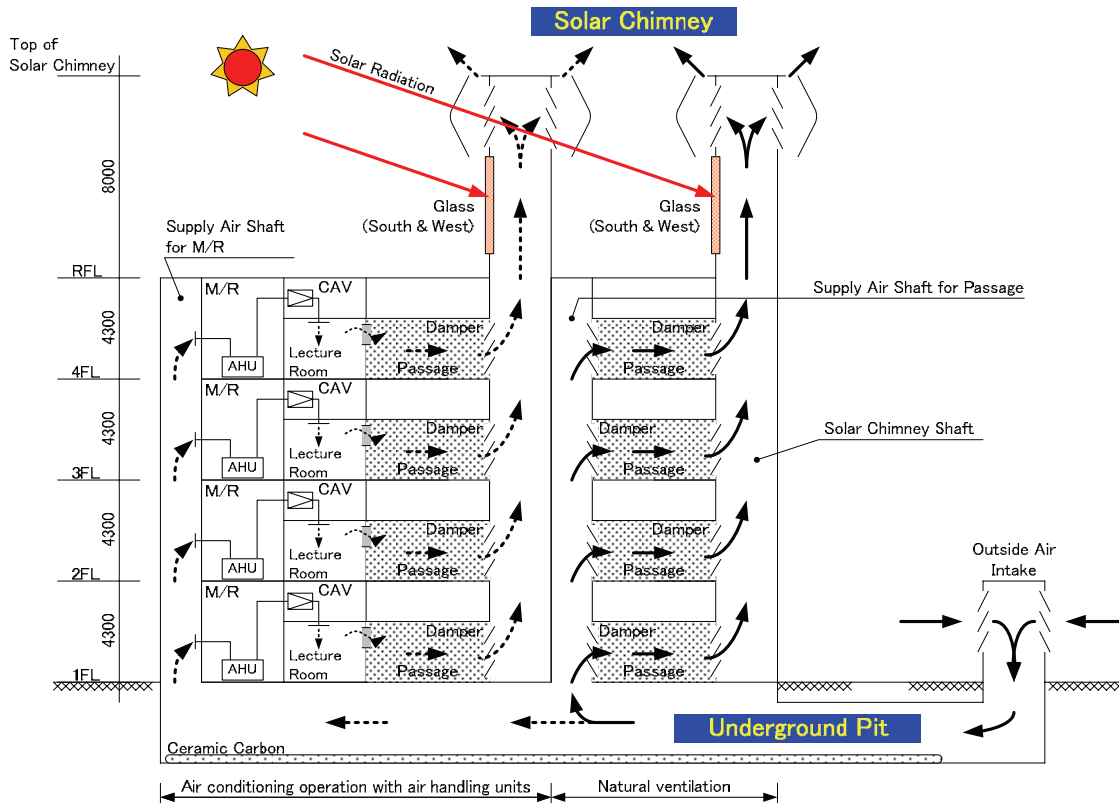 Solar Chimney
Top of
Solar Chimney
Solar Radiation
8000
Glass
(South & West)
Glass
(South & West)
Supply Air Shaft
for M/R
RFL
M/R
CAV
Supply Air Shaft for Passage
4300
Damper
Damper
Lecture
Room
AHU
Passage
Passage
4FL
M/R
CAV
4300
Damper
Damper
Solar Chimney Shaft
Lecture
Room
AHU
Passage
Passage
3FL
M/R
CAV
4300
Damper
Damper
Lecture
Room
AHU
Passage
Passage
Outside Air
Intake
2FL
M/R
CAV
4300
Damper
Damper
Lecture
Room
AHU
Passage
Passage
1FL
Underground Pit
Ceramic Carbon
Air conditioning operation with air handling units
Natural ventilation